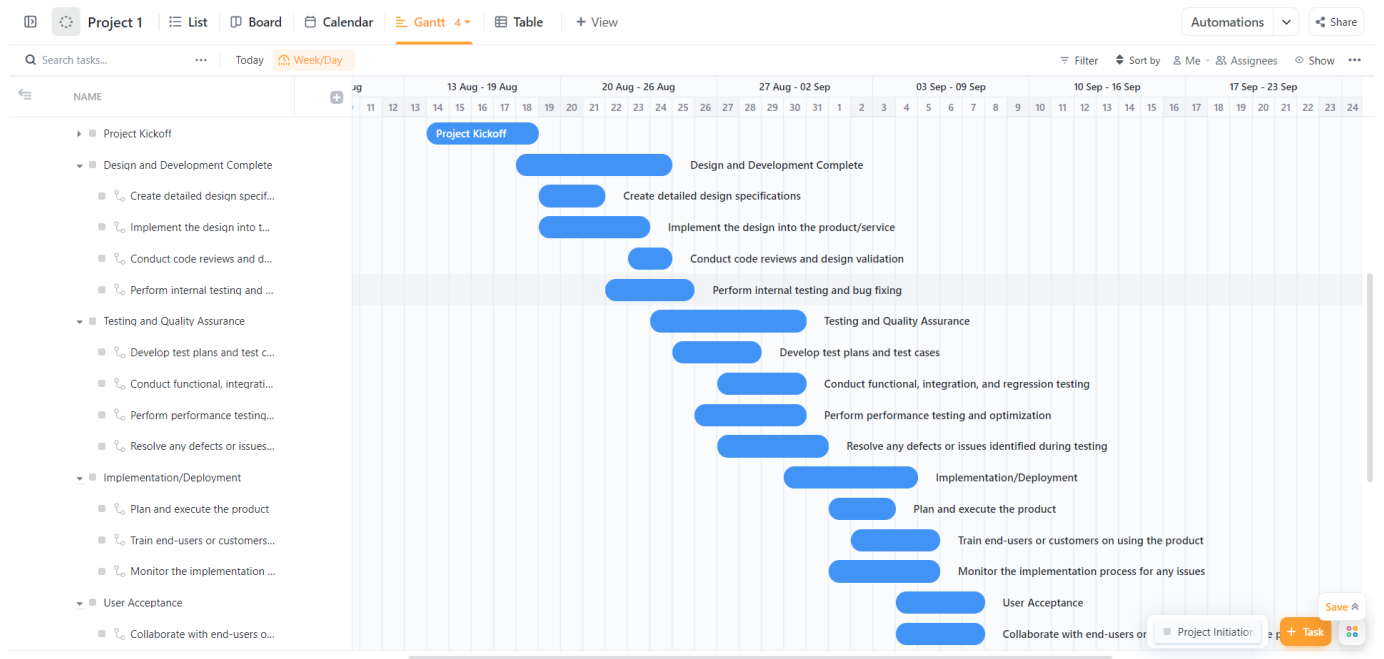 Project 1 List Board Calendar Gantt 4 Table + View Automations Share
Search tasks... ... Today Week/Day Filter Sort by Me Assignees Show ...
NAME
ug 13 Aug - 19 Aug 20 Aug - 26 Aug 27 Aug - 02 Sep 03 Sep - 09 Sep 10 Sep - 16 Sep 17 Sep - 23 Sep
11 12 13 14 15 16 17 18 19 20 21 22 23 24 25 26 27 28 29 30 31 1 2 3 4 5 6 7 8 9 10 11 12 13 14 15 16 17 18 19 20 21 22 23 24
Project Kickoff Project Kickoff
Design and Development Complete Design and Development Complete
Create detailed design specif... Create detailed design specifications
Implement the design into t... Implement the design into the product/service
Conduct code reviews and d... Conduct code reviews and design validation
Perform internal testing and ... Perform internal testing and bug fixing
Testing and Quality Assurance Testing and Quality Assurance
Develop test plans and test c... Develop test plans and test cases
Conduct functional, integrati... Conduct functional, integration, and regression testing
Perform performance testing... Perform performance testing and optimization
Resolve any defects or issues... Resolve any defects or issues identified during testing
Implementation/Deployment Implementation/Deployment
Plan and execute the product Plan and execute the product
Train end-users or customers... Train end-users or customers on using the product
Monitor the implementation ... Monitor the implementation process for any issues
User Acceptance User Acceptance
Save
Collaborate with end-users o... Collaborate with end-users or Project Initiation + Task